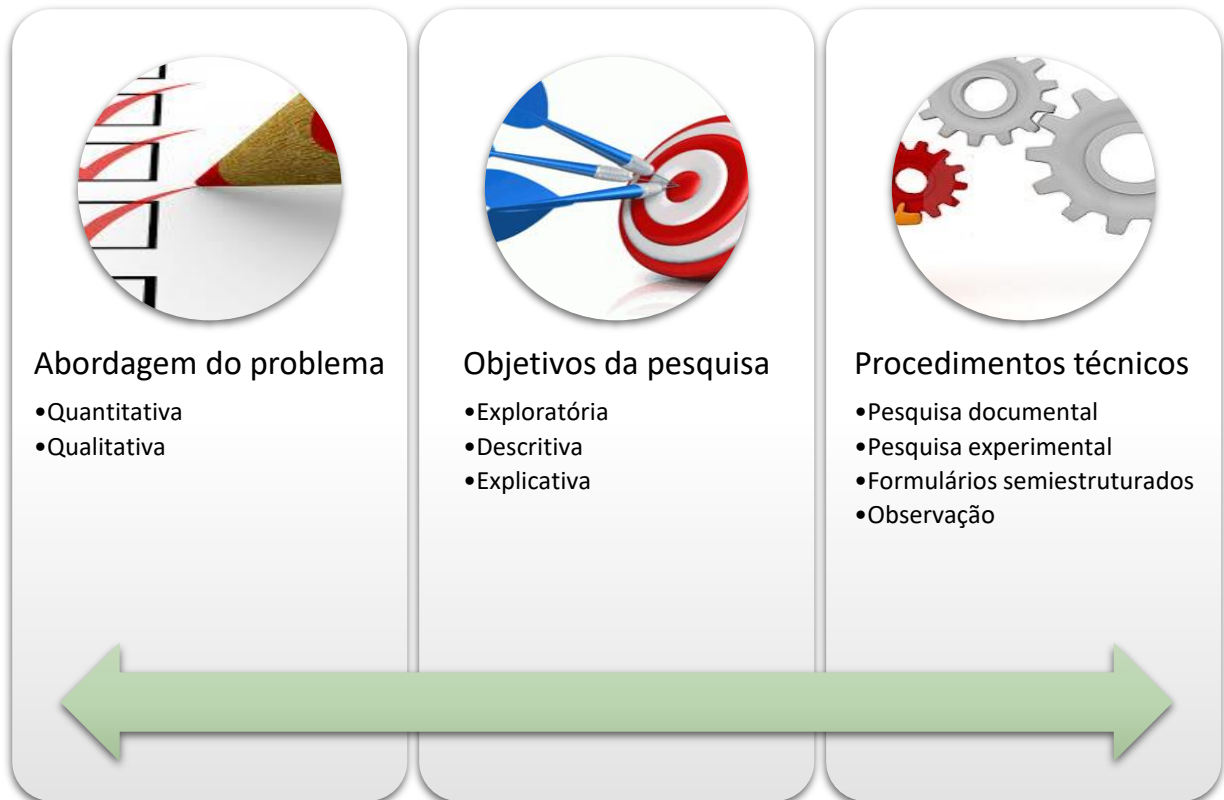 Abordagem do problema
•Quantitativa
•Qualitativa
Objetivos da pesquisa
•Exploratória
•Descritiva
•Explicativa
Procedimentos técnicos
•Pesquisa documental
•Pesquisa experimental
•Formulários semiestruturados
•Observação